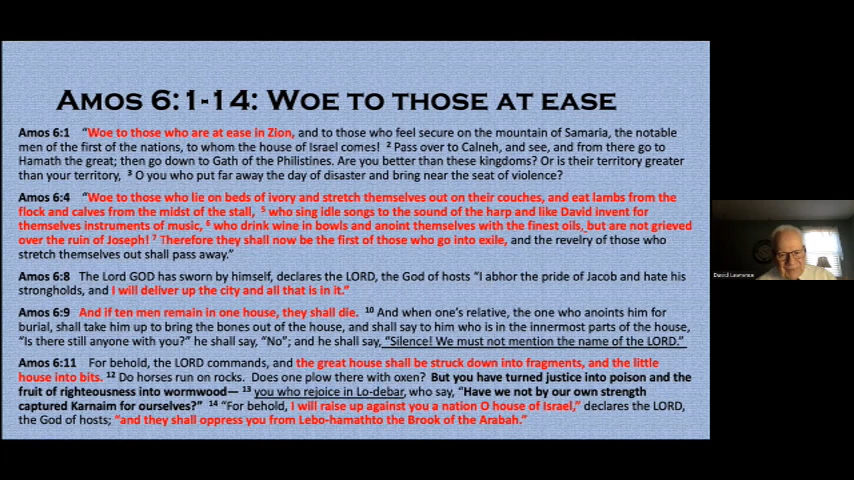 AMOS 6:1-14: WOE TO THOSE AT EASE
Amos 6:1 "Woe to those who are at ease in Zion, and to those who feel secure on the mountain of Samaria, the notable
men of the first of the nations, to whom the house of Israel comes! 2 Pass over to Calneh, and see, and from there go to
Hamath the great; then go down to Gath of the Philistines. Are you better than these kingdoms? Or is their territory greater
than your territory, 3 O you who put far away the day of disaster and bring near the seat of violence?
Amos 6:4 "Woe to those who lie on beds of ivory and stretch themselves out on their couches, and eat lambs from the
flock and calves from the midst of the stall, 5 who sing idle songs to the sound of the harp and like David invent for
themselves instruments of music, 6 who drink wine in bowls and anoint themselves with the finest oils, but are not grieved
over the ruin of Joseph! 7 Therefore they shall now be the first of those who go into exile, and the revelry of those who
stretch themselves out shall pass away."
Amos 6:8 The Lord GOD has sworn by himself, declares the LORD, the God of hosts "I abhor the pride of Jacob and hate his
strongholds, and I will deliver up the city and all that is in it."
Amos 6:9 And if ten men remain in one house, they shall die. 10 And when one's relative, the one who anoints him for
burial, shall take him up to bring the bones out of the house, and shall say to him who is in the innermost parts of the house,
"Is there still anyone with you?" he shall say, "No"; and he shall say, "Silence! We must not mention the name of the LORD."
Amos 6:11 For behold, the LORD commands, and the great house shall be struck down into fragments, and the little
house into bits. 12 Do horses run on rocks. Does one plow there with oxen? But you have turned justice into poison and the
fruit of righteousness into wormwood— 13 you who rejoice in Lo-debar, who say, "Have we not by our own strength
captured Karnaim for ourselves?" 14 "For behold, I will raise up against you a nation O house of Israel," declares the LORD,
the God of hosts; "and they shall oppress you from Lebo-hamathto the Brook of the Arabah."
David Lawrence